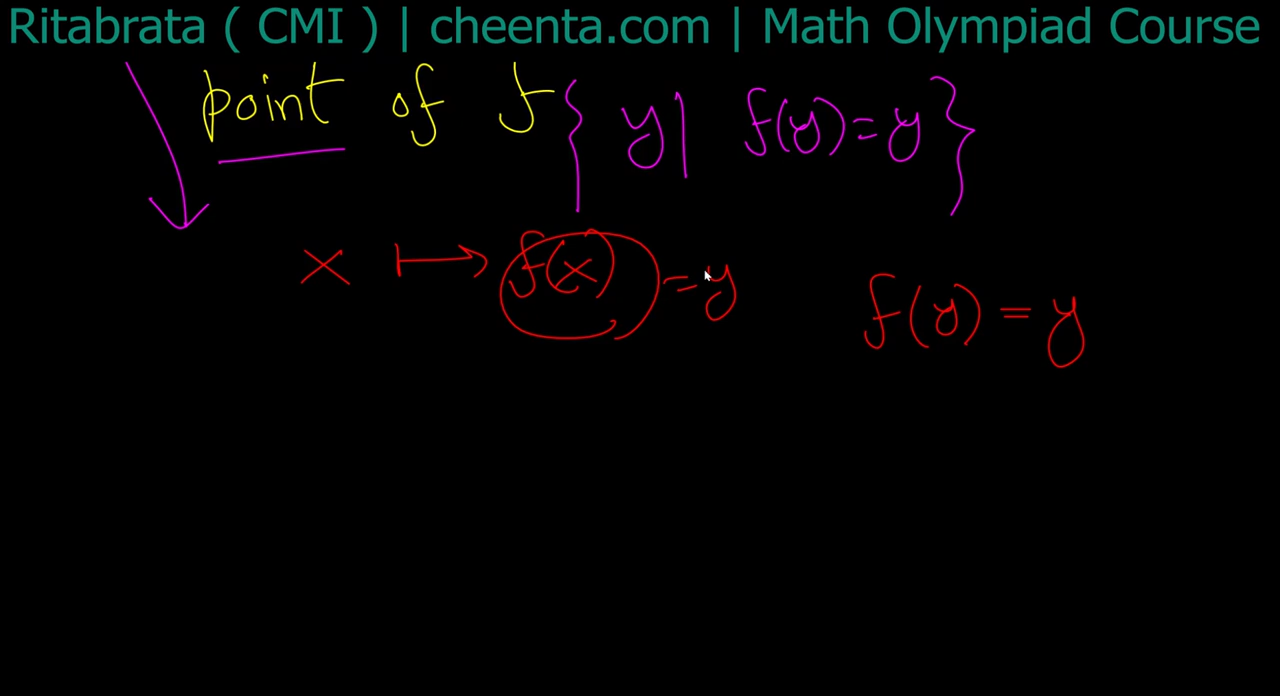 Ritabrata ( CMI ) | cheenta.com | Math Olympiad Course
point of f { y | f(y) = y }
x ↦ f(x) = y f(y) = y